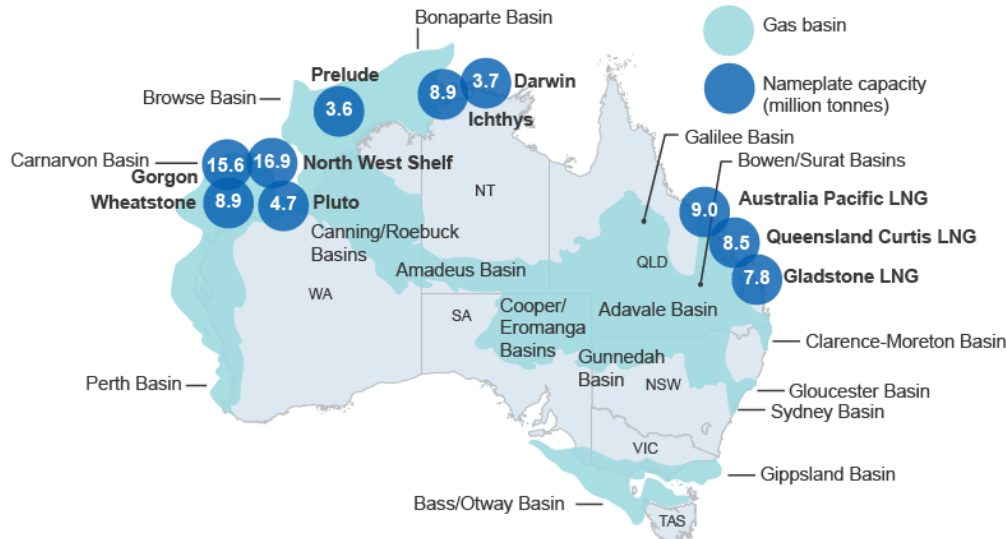 Bonaparte Basin
Gas basin
Prelude
3.6
8.9
3.7
Darwin
Ichthys
Nameplate capacity
(million tonnes)
Browse Basin
Galilee Basin
Bowen/Surat Basins
Carnarvon Basin
Gorgon
15.6
16.9
North West Shelf
Wheatstone
8.9
4.7
Pluto
NT
9.0
Australia Pacific LNG
8.5
Queensland Curtis LNG
7.8
Gladstone LNG
Canning/Roebuck
Basins
Amadeus Basin
QLD
WA
SA
Cooper/
Eromanga
Basins
Adavale Basin
Gunnedah
Basin
NSW
Clarence-Moreton Basin
Perth Basin
Gloucester Basin
Sydney Basin
VIC
Gippsland Basin
Bass/Otway Basin
TAS